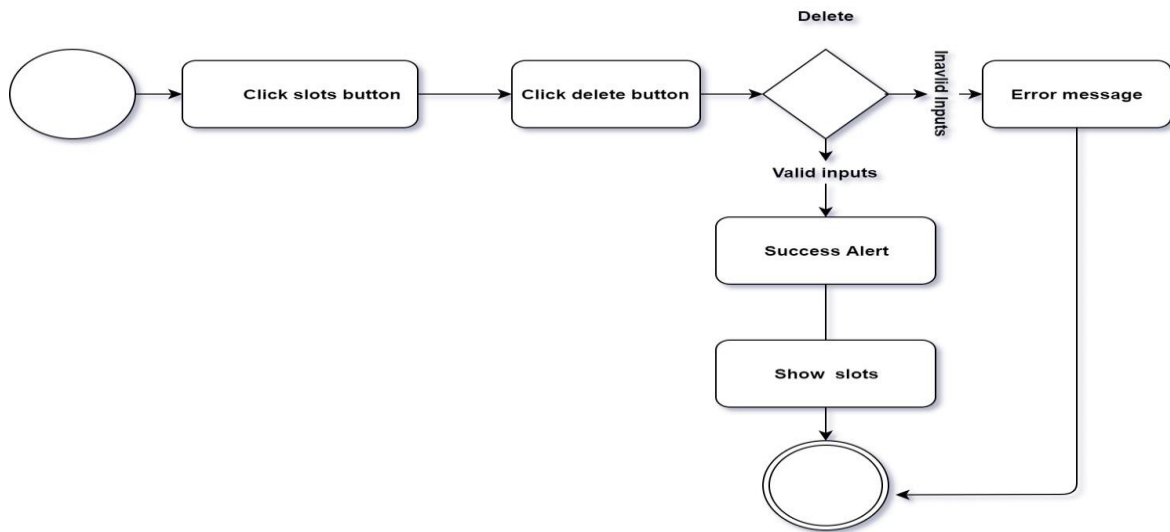 Delete
Click slots button
Click delete button
Inavlid Inputs
Error message
Valid inputs
Success Alert
Show slots